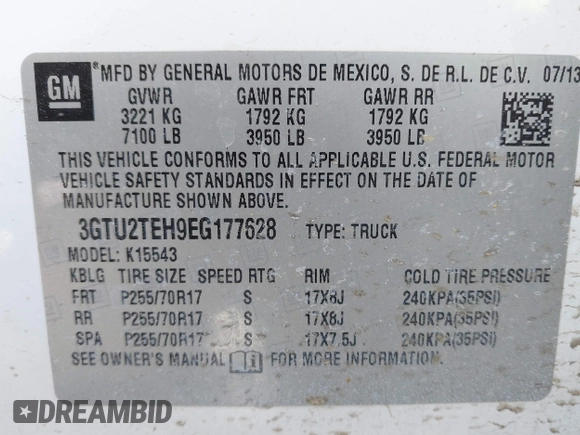 GM
®MFD BY GENERAL MOTORS DE MEXICO, S. DE R.L. DE C.V. 07/13
GVWR GAWR FRT GAWR RR
3221 KG 1792 KG 1792 KG
7100 LB 3950 LB 3950 LB
THIS VEHICLE CONFORMS TO ALL APPLICABLE U.S. FEDERAL MOTOR
VEHICLE SAFETY STANDARDS IN EFFECT ON THE DATE OF
MANUFACTURE SHOWN ABOVE.
3GTU2TEH9EG177628 TYPE: TRUCK
MODEL: K15543
KBLG TIRE SIZE SPEED RTG RIM COLD TIRE PRESSURE
FRT P255/70R17 S 17X8J 240KPA(35PSI)
RR P255/70R17 S 17X8J 240KPA(35PSI)
SPA P255/70R17 S 17X7.5J 240KPA(35PSI)
SEE OWNER'S MANUAL FOR MORE INFORMATION.
AUTODREAMBID